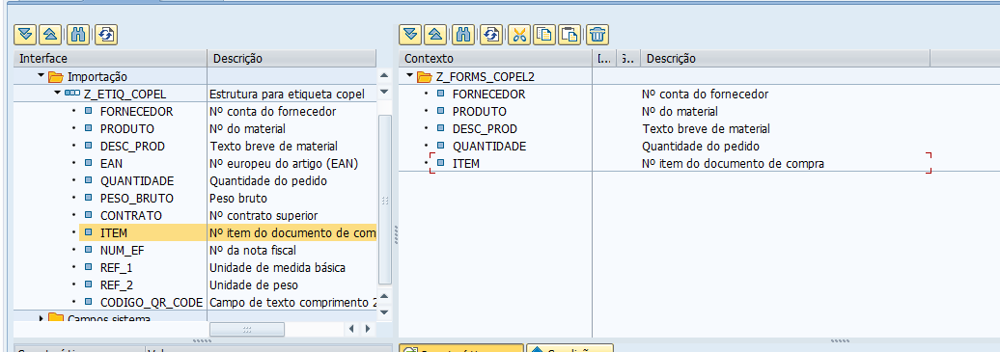 Interface Descrição
Importação
Z_ETIQ_COPEL Estrutura para etiqueta copel
FORNECEDOR Nº conta do fornecedor
PRODUTO Nº do material
DESC_PROD Texto breve de material
EAN Nº europeu do artigo (EAN)
QUANTIDADE Quantidade do pedido
PESO_BRUTO Peso bruto
CONTRATO Nº contrato superior
ITEM Nº item do documento de com
NUM_EF Nº da nota fiscal
REF_1 Unidade de medida básica
REF_2 Unidade de peso
CODIGO_QR_CODE Campo de texto comprimento 2
Campos sistema
Contexto I... G.. Descrição
Z_FORMS_COPEL2
FORNECEDOR Nº conta do fornecedor
PRODUTO Nº do material
DESC_PROD Texto breve de material
QUANTIDADE Quantidade do pedido
ITEM Nº item do documento de compra